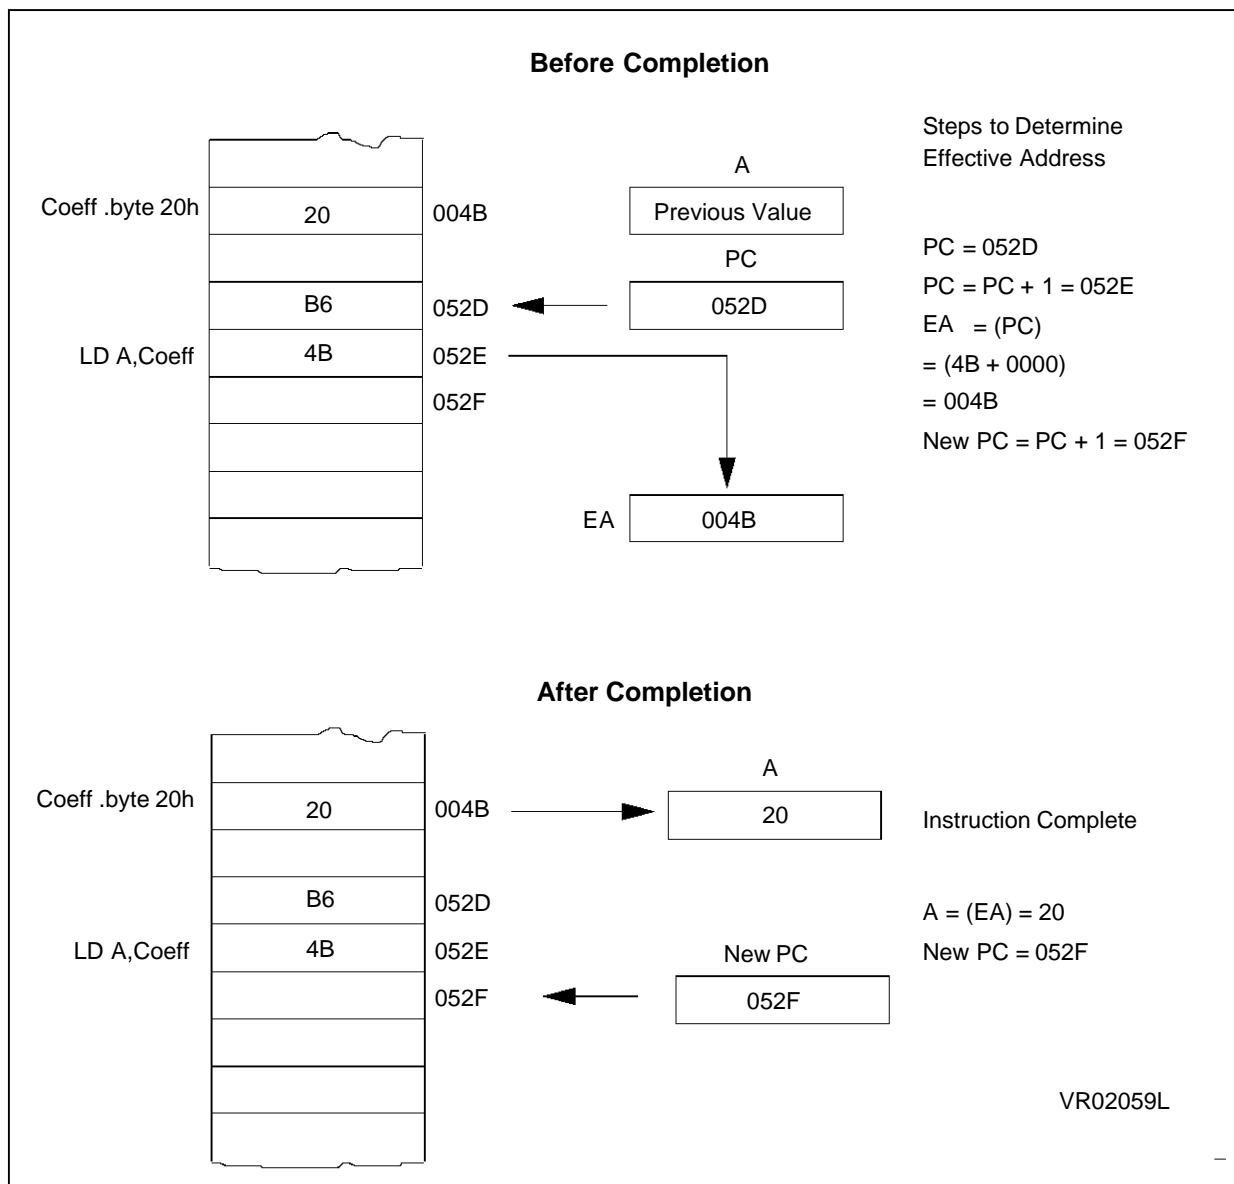 Before Completion
Steps to Determine
Effective Address
A
Coeff .byte 20h
20
004B
Previous Value
PC
PC = 052D
B6
052D
052D
PC = PC + 1 = 052E
LD A,Coeff
4B
052E
EA = (PC)
= (4B + 0000)
052F
= 004B
New PC = PC + 1 = 052F
EA
004B
After Completion
A
Coeff .byte 20h
20
004B
20
Instruction Complete
B6
052D
A = (EA) = 20
LD A,Coeff
4B
052E
New PC
New PC = 052F
052F
052F
VR02059L